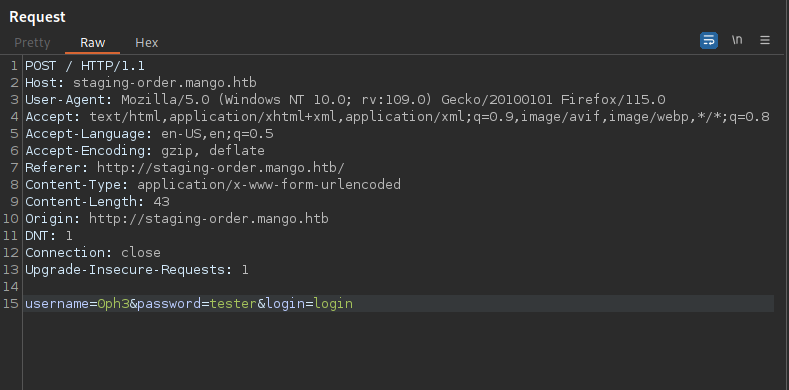 Request
Pretty Raw Hex \n
1 POST / HTTP/1.1
2 Host: staging-order.mango.htb
3 User-Agent: Mozilla/5.0 (Windows NT 10.0; rv:109.0) Gecko/20100101 Firefox/115.0
4 Accept: text/html,application/xhtml+xml,application/xml;q=0.9,image/avif,image/webp,*/*;q=0.8
5 Accept-Language: en-US,en;q=0.5
6 Accept-Encoding: gzip, deflate
7 Referer: http://staging-order.mango.htb/
8 Content-Type: application/x-www-form-urlencoded
9 Content-Length: 43
10 Origin: http://staging-order.mango.htb
11 DNT: 1
12 Connection: close
13 Upgrade-Insecure-Requests: 1
14
15 username=0ph3&password=tester&login=login